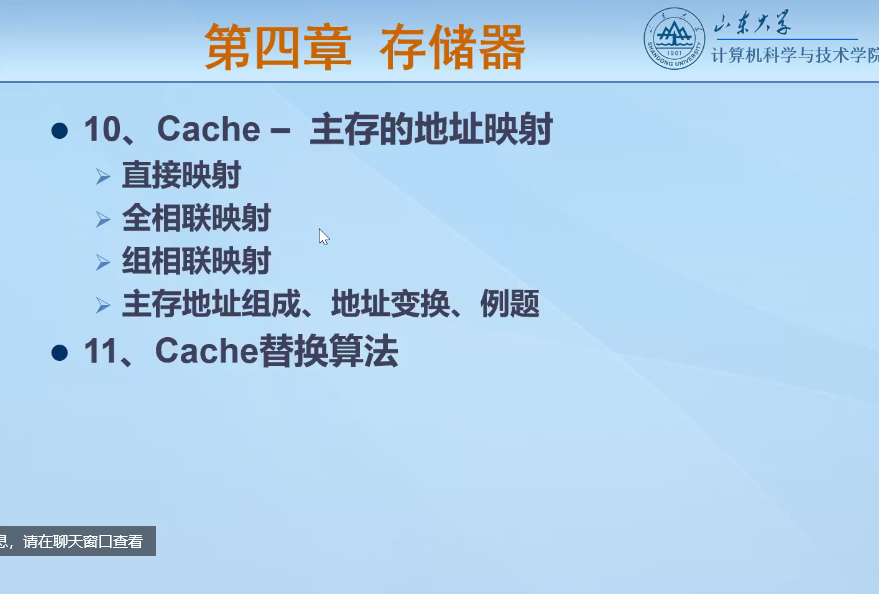 第四章 存储器
山东大学
SHANDONG UNIVERSITY
1901
计算机科学与技术学院
10、Cache – 主存的地址映射
直接映射
全相联映射
组相联映射
主存地址组成、地址变换、例题
11、Cache替换算法
息，请在聊天窗口查看